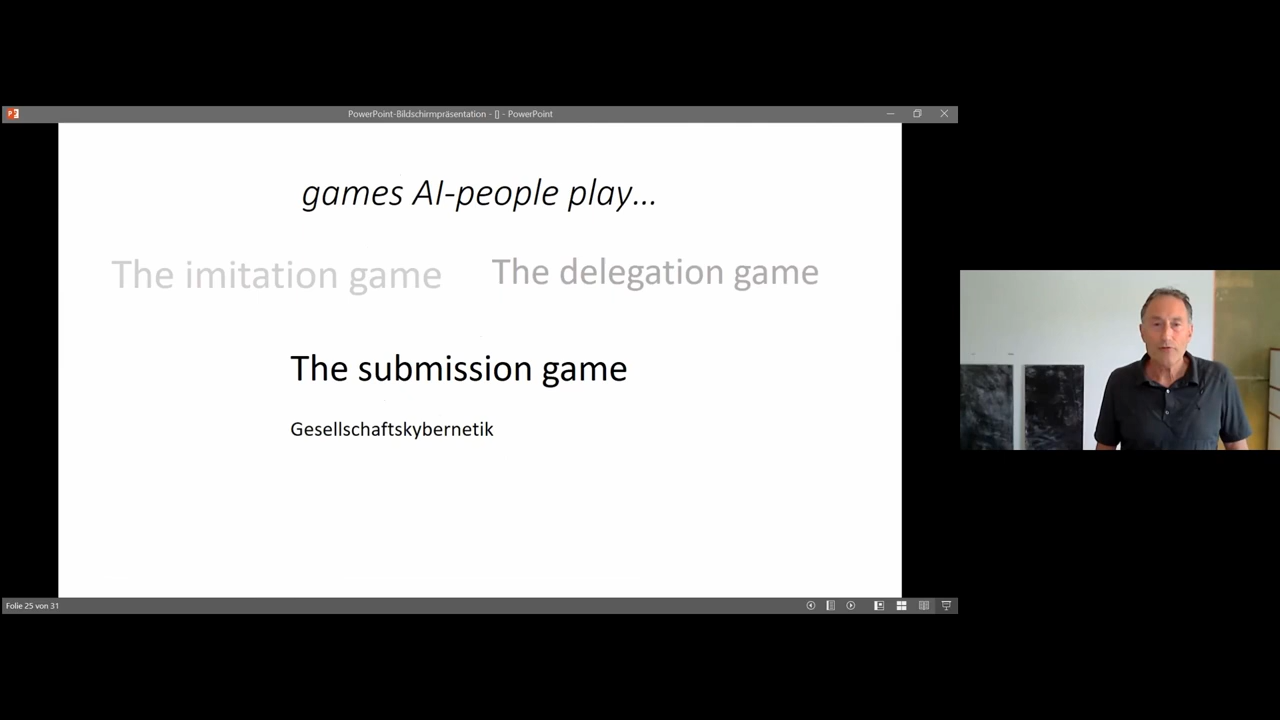 PowerPoint-Bildschirmpräsentation - [] - PowerPoint
games AI-people play...
The imitation game
The delegation game
The submission game
Gesellschaftskybernetik
Folie 25 von 31